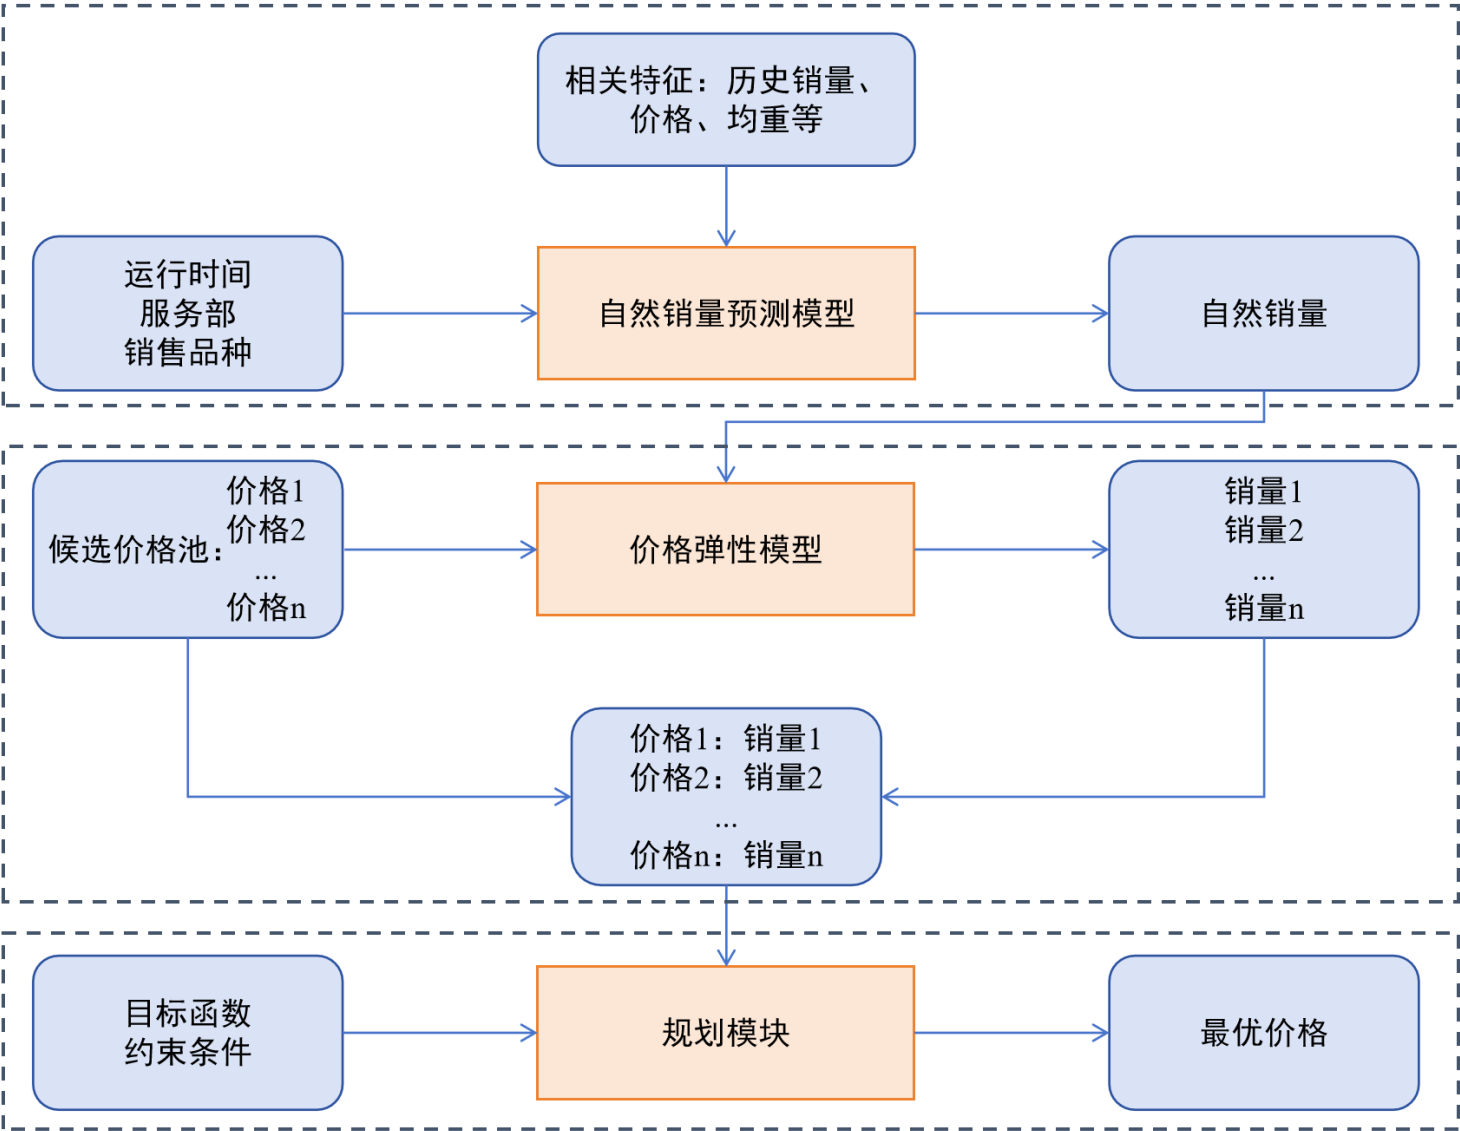 相关特征：历史销量、
价格、均重等
运行时间
服务部
销售品种
自然销量预测模型
自然销量
候选价格池：
价格1
价格2
...
价格n
价格弹性模型
销量1
销量2
...
销量n
价格1：销量1
价格2：销量2
...
价格n：销量n
目标函数
约束条件
规划模块
最优价格